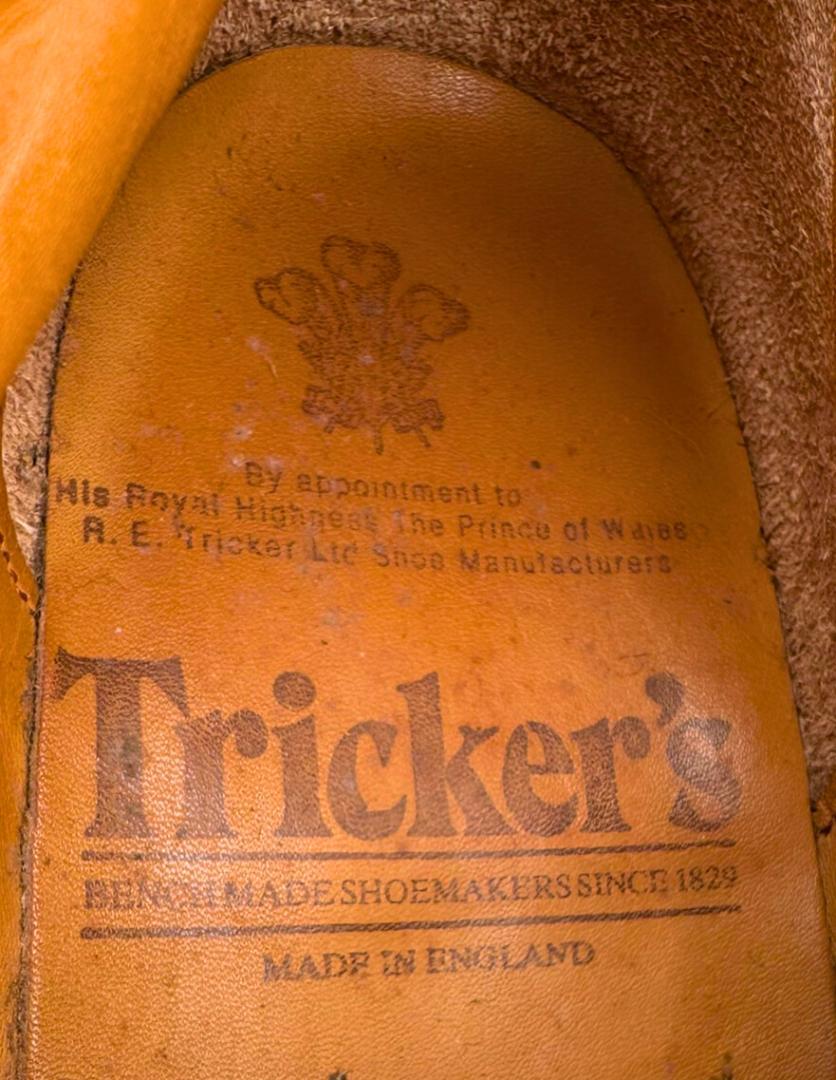 By appointment to
His Royal Highness The Prince of Wales
R. E. Tricker Ltd Shoe Manufacturers
Tricker's
BENCH MADE SHOEMAKERS SINCE 1829
MADE IN ENGLAND